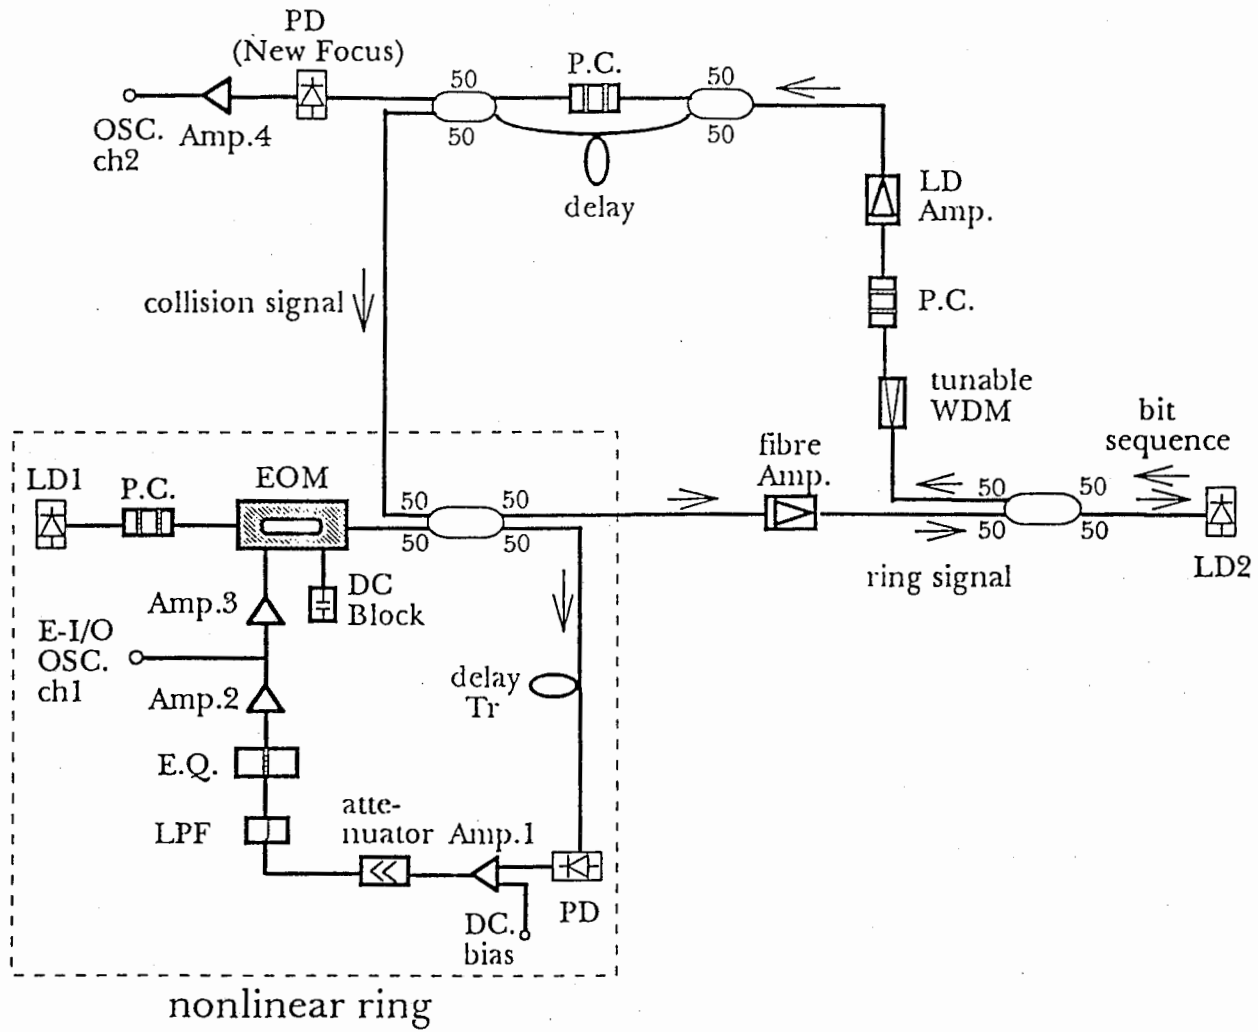 PD
(New Focus)
P.C.
50
50
50
50
OSC.
ch2
Amp.4
delay
LD
Amp.
P.C.
collision signal
tunable
WDM
bit
sequence
fibre
Amp.
LD1
P.C.
EOM
50
50
50
50
50
50
50
50
LD2
ring signal
Amp.3
DC
Block
E-I/O
OSC.
ch1
Amp.2
delay
Tr
E.Q.
LPF
atte-
nuator
Amp.1
PD
DC.
bias
nonlinear ring